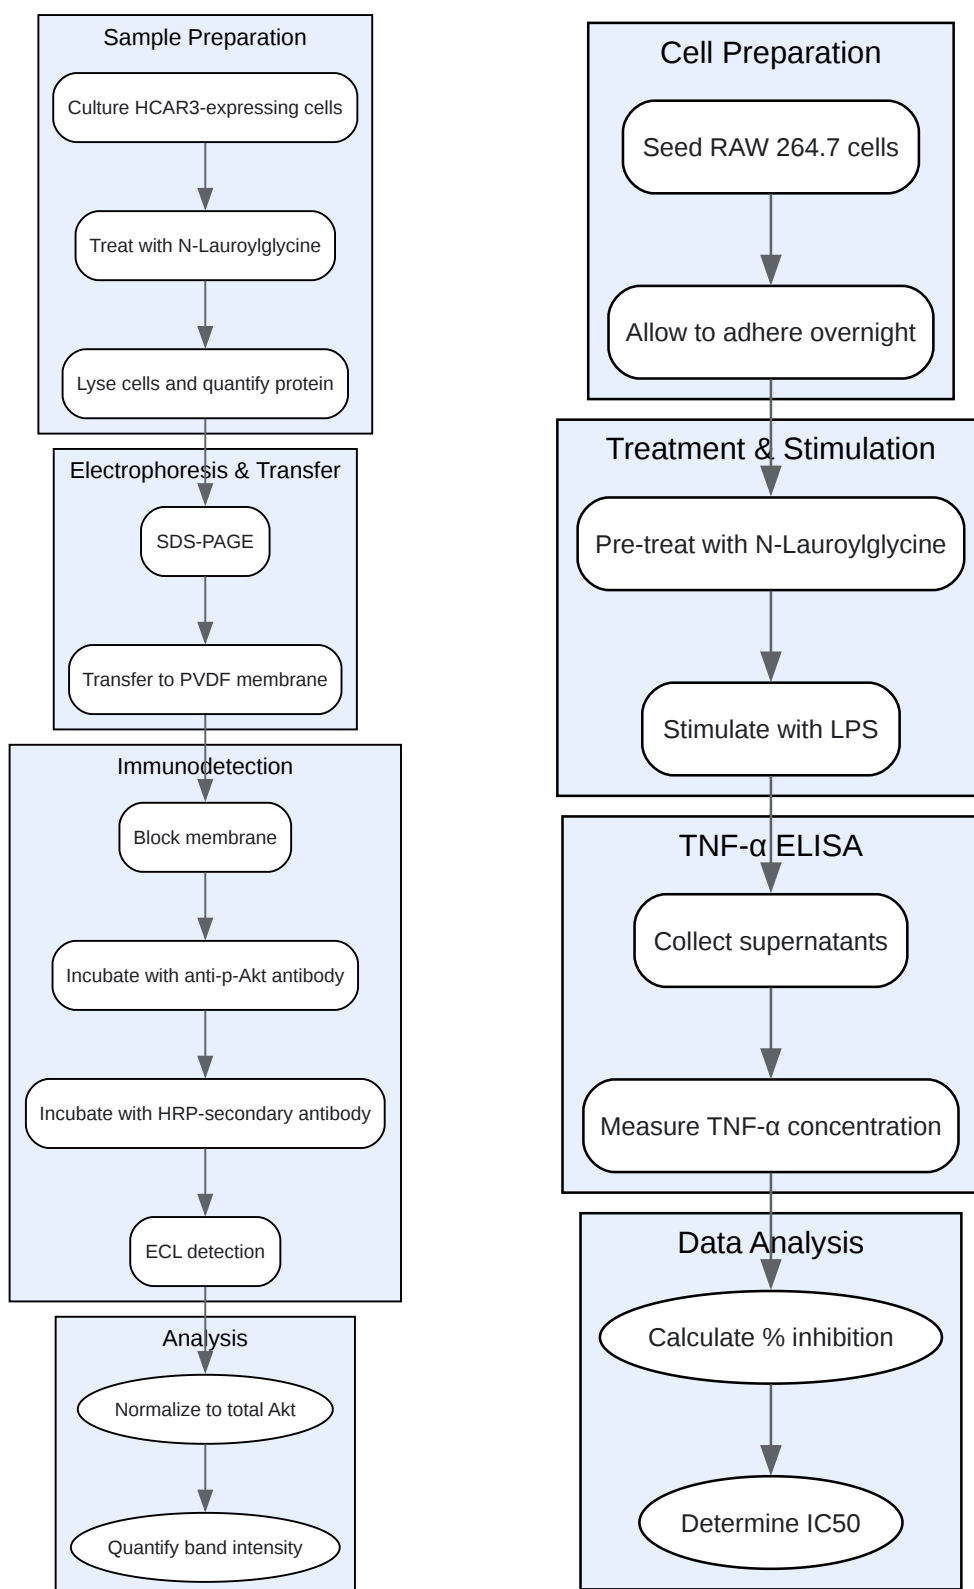 Sample Preparation
Culture HCAR3-expressing cells
Treat with N-Lauroylglycine
Lyse cells and quantify protein
Electrophoresis & Transfer
SDS-PAGE
Transfer to PVDF membrane
Immunodetection
Block membrane
Incubate with anti-p-Akt antibody
Incubate with HRP-secondary antibody
ECL detection
Analysis
Normalize to total Akt
Quantify band intensity
Cell Preparation
Seed RAW 264.7 cells
Allow to adhere overnight
Treatment & Stimulation
Pre-treat with N-Lauroylglycine
Stimulate with LPS
TNF-α ELISA
Collect supernatants
Measure TNF-α concentration
Data Analysis
Calculate % inhibition
Determine IC50